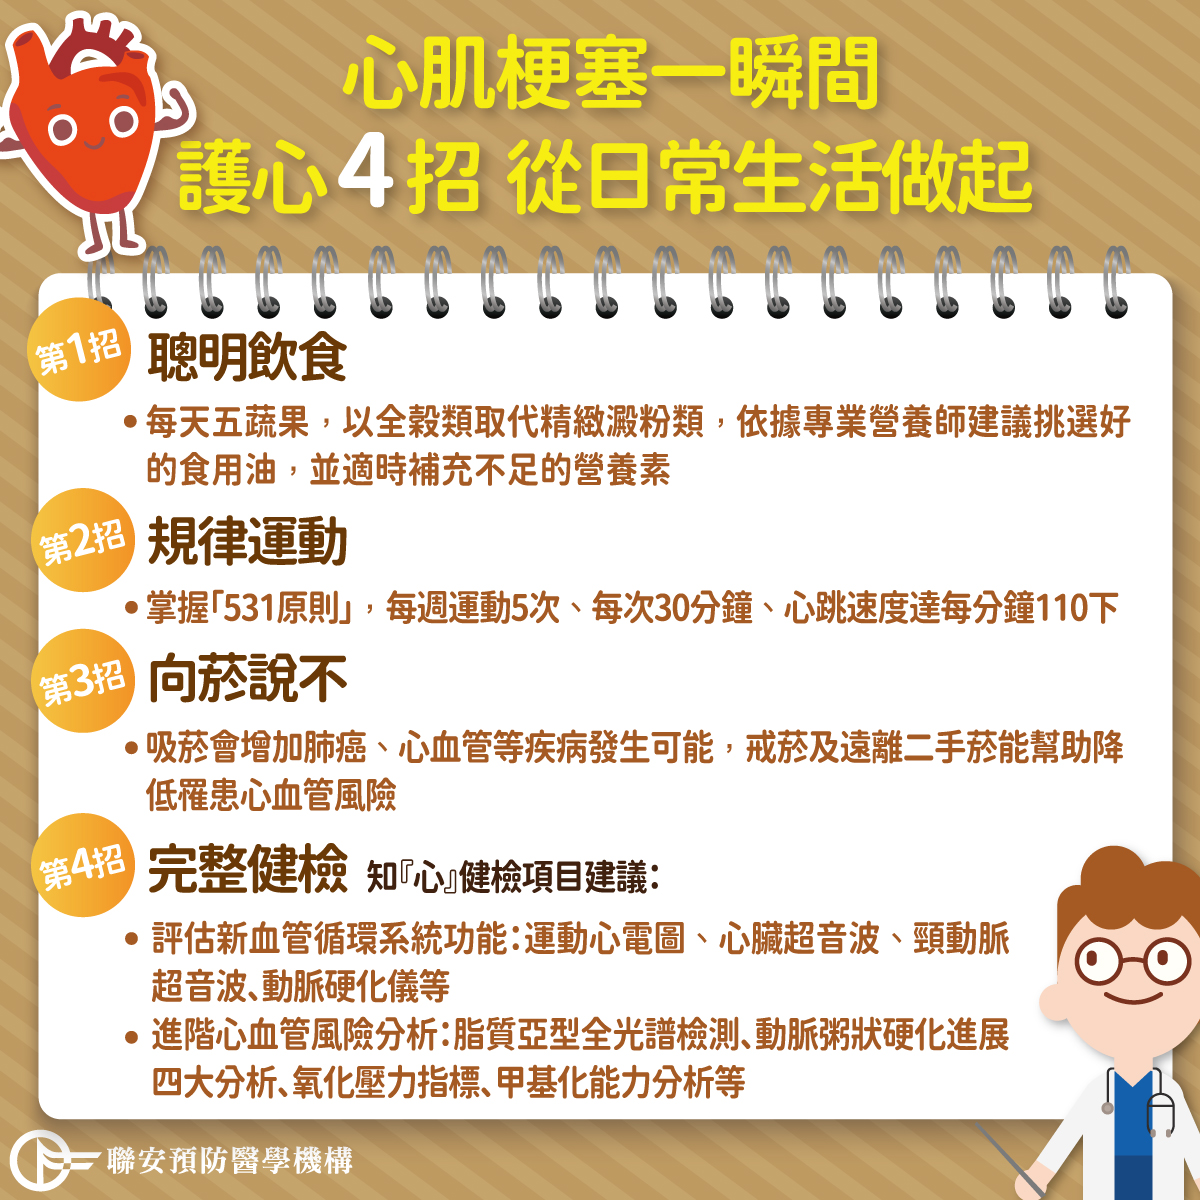 心肌梗塞一瞬間
護心4招 從日常生活做起
第1招 聰明飲食
•每天五蔬果，以全穀類取代精緻澱粉類，依據專業營養師建議挑選好
的食用油，並適時補充不足的營養素
第2招 規律運動
•掌握「531原則」，每週運動5次、每次30分鐘、心跳速度達每分鐘110下
第3招 向菸說不
•吸菸會增加肺癌、心血管等疾病發生可能，戒菸及遠離二手菸能幫助降
低罹患心血管風險
第4招 完整健檢 知『心』健檢項目建議：
• 評估新血管循環系統功能：運動心電圖、心臟超音波、頸動脈
超音波、動脈硬化儀等
• 進階心血管風險分析：脂質亞型全光譜檢測、動脈粥狀硬化進展
四大分析、氧化壓力指標、甲基化能力分析等
聯安預防醫學機構